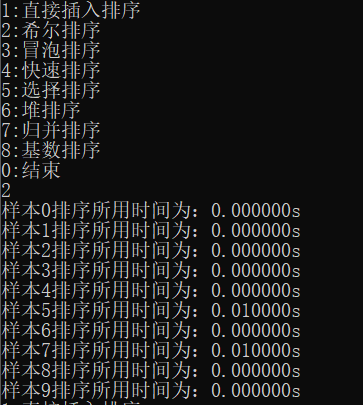 1:直接插入排序
2:希尔排序
3:冒泡排序
4:快速排序
5:选择排序
6:堆排序
7:归并排序
8:基数排序
0:结束
2
样本0排序所用时间为: 0.000000s
样本1排序所用时间为: 0.000000s
样本2排序所用时间为: 0.000000s
样本3排序所用时间为: 0.000000s
样本4排序所用时间为: 0.000000s
样本5排序所用时间为: 0.010000s
样本6排序所用时间为: 0.000000s
样本7排序所用时间为: 0.010000s
样本8排序所用时间为: 0.000000s
样本9排序所用时间为: 0.000000s